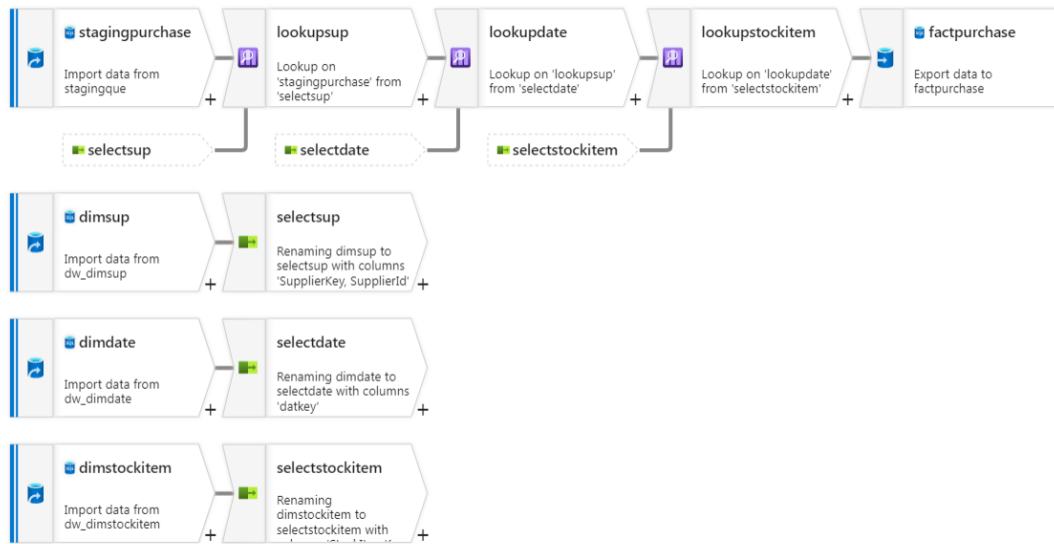 stagingpurchase
Import data from
stagingque
+
lookupsup
Lookup on
'stagingpurchase' from
'selectsup'
+
lookupdate
Lookup on 'lookupsup'
from 'selectdate'
+
lookupstockitem
Lookup on 'lookupdate'
from 'selectstockitem'
+
factpurchase
Export data to
factpurchase
selectsup
selectdate
selectstockitem
dimsup
Import data from
dw_dimsup
+
selectsup
Renaming dimsup to
selectsup with columns
'SupplierKey, SupplierId'
+
dimdate
Import data from
dw_dimdate
+
selectdate
Renaming dimdate to
selectdate with columns
'datkey'
+
dimstockitem
Import data from
dw_dimstockitem
+
selectstockitem
Renaming
dimstockitem to
selectstockitem with
+